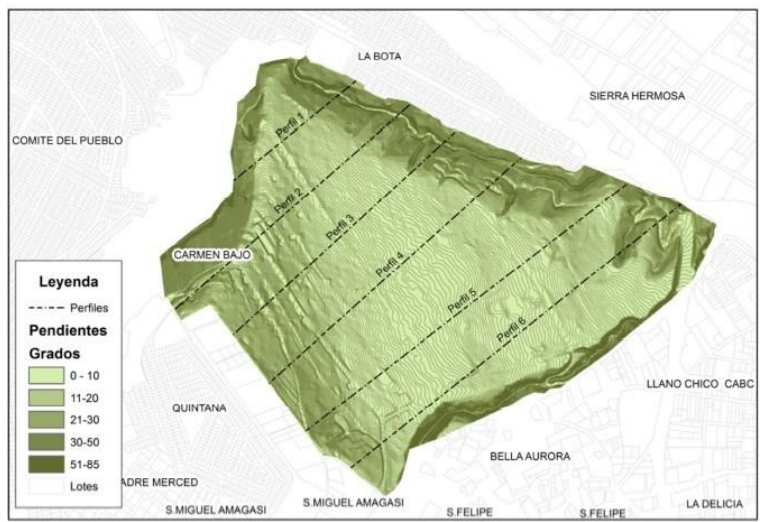 LA BOTA
SIERRA HERMOSA
COMITE DEL PUEBLO
Perfil 1
Perfil 2
Perfil 3
Perfil 4
Perfil 5
Perfil 6
CARMEN BAJO
Leyenda
Perfiles
Pendientes
Grados
0 - 10
11-20
21-30
30-50
51-85
Lotes
QUINTANA
LLANO CHICO CABC
BELLA AURORA
ADRE MERCED
S.MIGUEL AMAGASI
S.MIGUEL AMAGASI
S.FELIPE
S.FELIPE
LA DELICIA